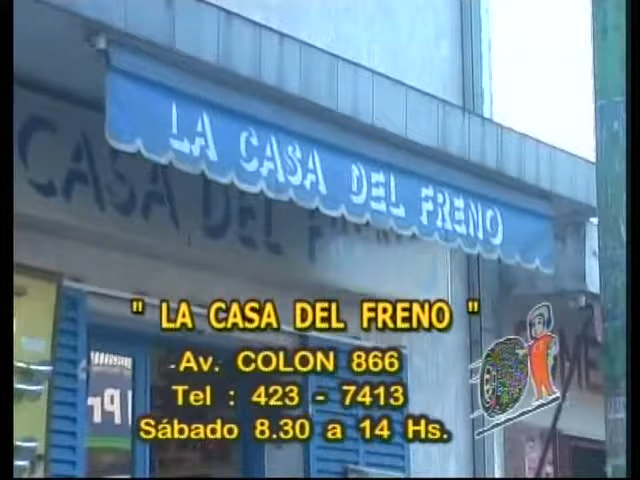 LA CASA DEL FRENO
CASA DEL
" LA CASA DEL FRENO "
Av. COLON 866
Tel : 423 - 7413
Sábado 8.30 a 14 Hs.